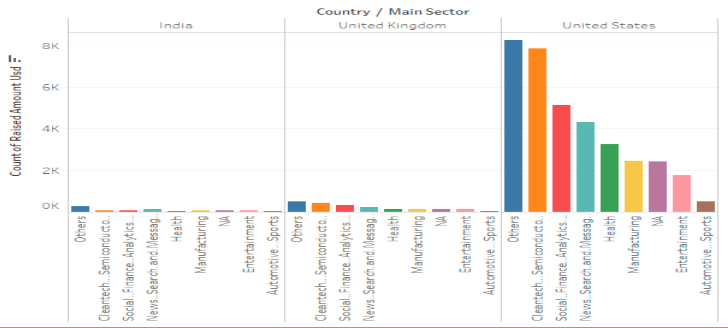 Country / Main Sector
India
United Kingdom
United States
Count of Raised Amount Usd
8K
6K
4K
2K
0K
Others
Cleantech.. Semiconducto..
Social..Finance..Analytics...
News..Search and Messag..
Health
Manufacturing
NA
Entertainment
Automotive...Sports
Others
Cleantech.. Semiconducto..
Social..Finance..Analytics...
News..Search and Messag..
Health
Manufacturing
NA
Entertainment
Automotive...Sports
Others
Cleantech.. Semiconducto..
Social..Finance..Analytics...
News..Search and Messag..
Health
Manufacturing
NA
Entertainment
Automotive...Sports